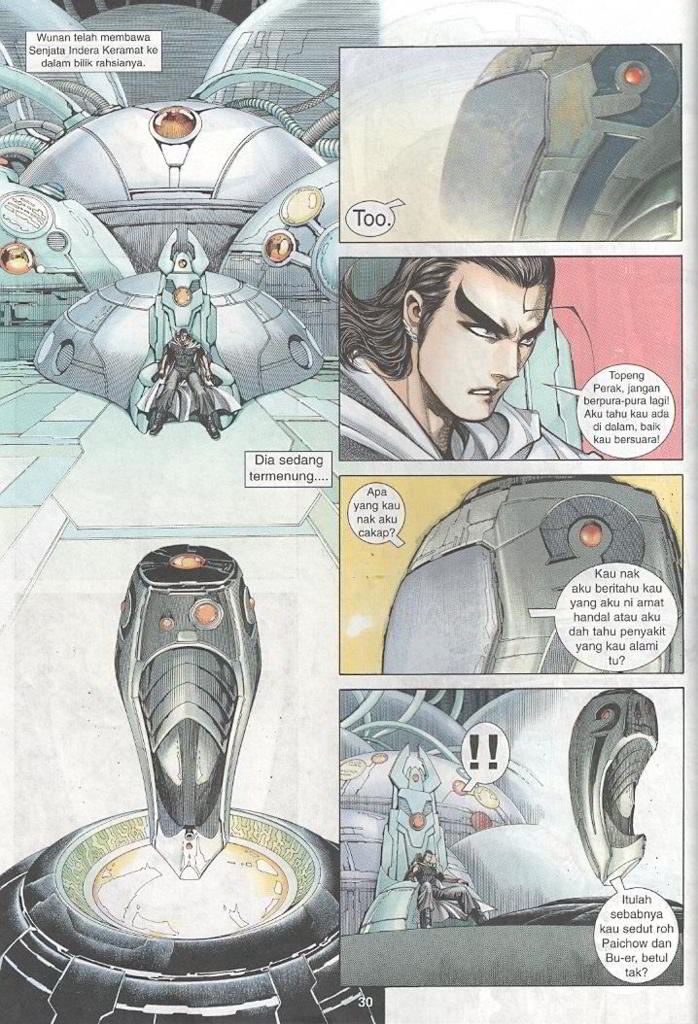 Wunan telah membawa
Senjata Indera Keramat ke
dalam bilik rahsianya.
Dia sedang
termenung....
Too.
Topeng
Perak, jangan
berpura-pura lagi!
Aku tahu kau ada
di dalam, baik
kau bersuara!
Apa
yang kau
nak aku
cakap?
Kau nak
aku beritahu kau
yang aku ni amat
handal atau aku
dah tahu penyakit
yang kau alami
tu?
!!
Itulah
sebabnya
kau sedut roh
Paichow dan
Bu-er, betul
tak?
30